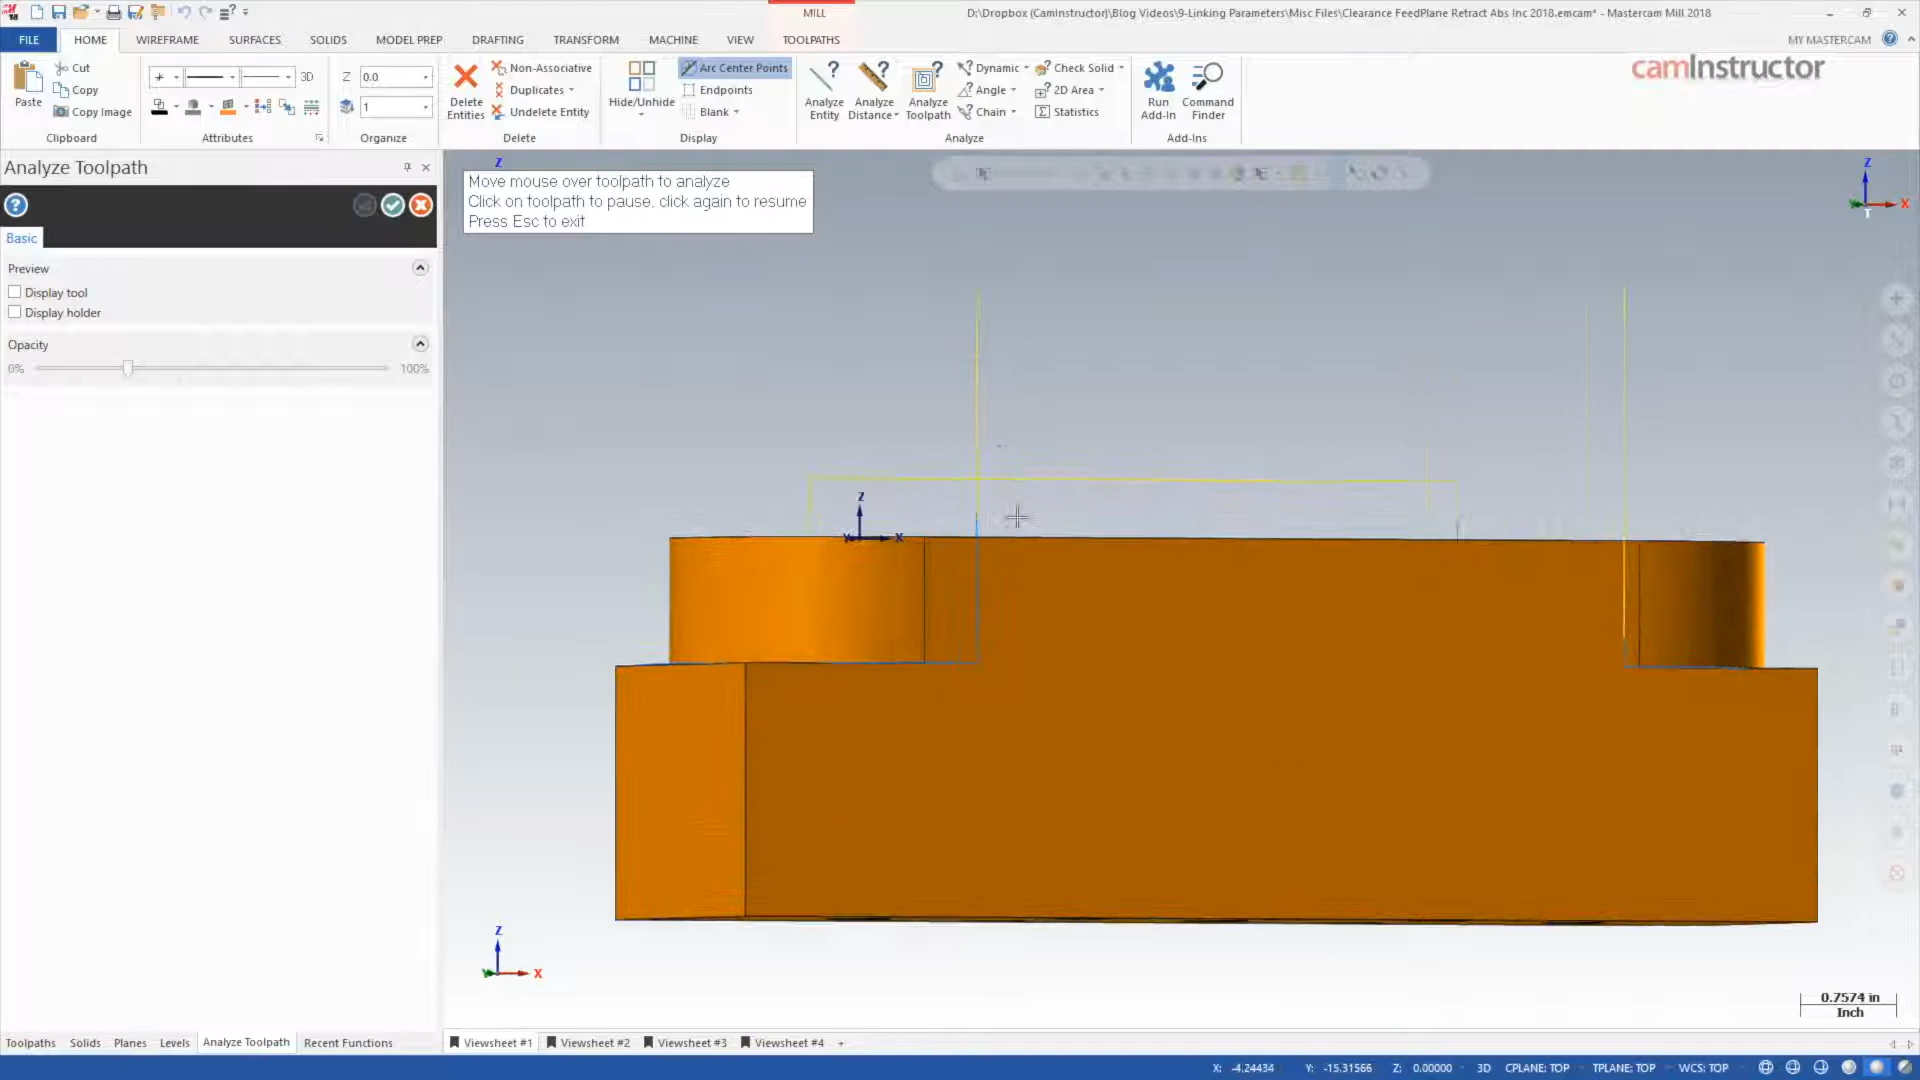 MILL
D:\Dropbox (CamInstructor)\Blog Videos\9-Linking Parameters\Misc Files\Clearance FeedPlane Retract Abs Inc 2018.emcam* - Mastercam Mill 2018
FILE
HOME
WIREFRAME
SURFACES
SOLIDS
MODEL PREP
DRAFTING
TRANSFORM
MACHINE
VIEW
TOOLPATHS
MY MASTERCAM
Paste
Cut
Copy
Copy Image
Clipboard
3D
Attributes
Z 0.0
1
Organize
Delete Entities
Non-Associative
Duplicates
Undelete Entity
Delete
Hide/Unhide
Arc Center Points
Endpoints
Blank
Display
Analyze Entity
Analyze Distance
Analyze Toolpath
Dynamic
Angle
Chain
Check Solid
2D Area
Statistics
Analyze
Run Add-In
Command Finder
Add-Ins
camInstructor
Analyze Toolpath
Basic
Preview
Display tool
Display holder
Opacity
0%
100%
Z
Move mouse over toolpath to analyze
Click on toolpath to pause, click again to resume
Press Esc to exit
Z
Y
X
T
Z
Y
X
Z
Y
X
0.7574 in
Inch
Toolpaths
Solids
Planes
Levels
Analyze Toolpath
Recent Functions
Viewsheet #1
Viewsheet #2
Viewsheet #3
Viewsheet #4
+
X: -4.24434
Y: -15.31566
Z: 0.00000
3D
CPLANE: TOP
TPLANE: TOP
WCS: TOP